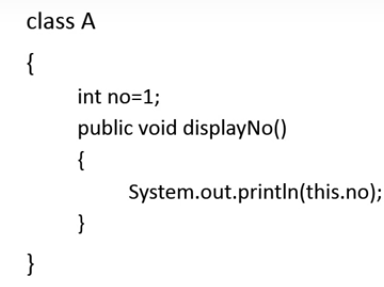 class A
{
int no=1;
public void displayNo()
{
System.out.println(this.no);
}
}